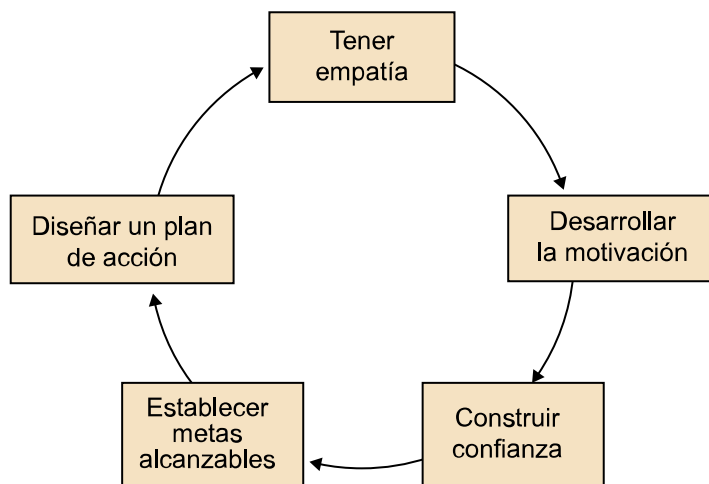 Tener
empatía
Desarrollar
la motivación
Construir
confianza
Establecer
metas
alcanzables
Diseñar un plan
de acción